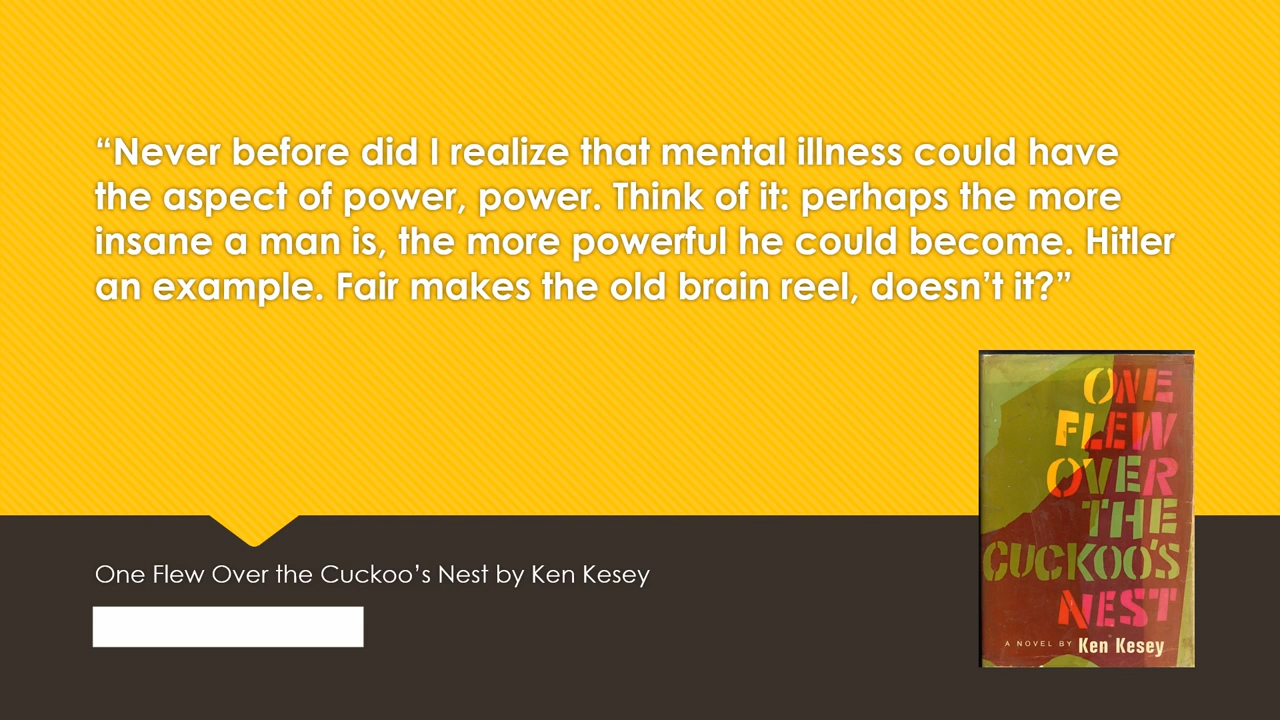 “Never before did I realize that mental illness could have
the aspect of power, power. Think of it: perhaps the more
insane a man is, the more powerful he could become. Hitler
an example. Fair makes the old brain reel, doesn’t it?”
ONE
FLEW
OVER
THE
CUCKOO'S
NEST
A NOVEL BY Ken Kesey
One Flew Over the Cuckoo’s Nest by Ken Kesey